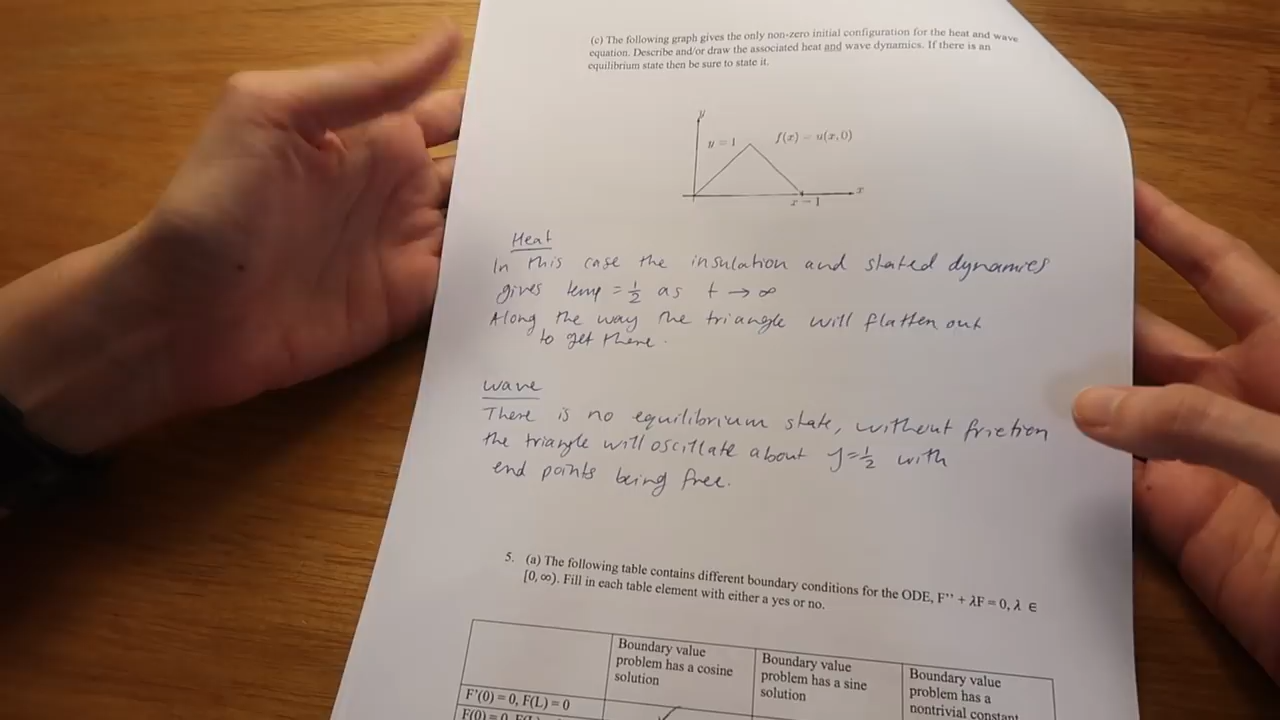 (c) The following graph gives the only non-zero initial configuration for the heat and wave
equation. Describe and/or draw the associated heat and wave dynamics. If there is an
equilibrium state then be sure to state it.
y
y = 1
f(x) = u(x, 0)
x
x = 1
Heat
In this case the insulation and stated dynamics
gives temp = 1/2 as t → ∞
Along the way the triangle will flatten out
to get there.
Wave
There is no equilibrium state, without friction
the triangle will oscillate about y=1/2 with
end points being free.
5. (a) The following table contains different boundary conditions for the ODE, F'' + λF = 0, λ ∈
[0, ∞). Fill in each table element with either a yes or no.
Boundary value
problem has a cosine
solution
Boundary value
problem has a sine
solution
Boundary value
problem has a
nontrivial constant
F'(0) = 0, F(L) = 0